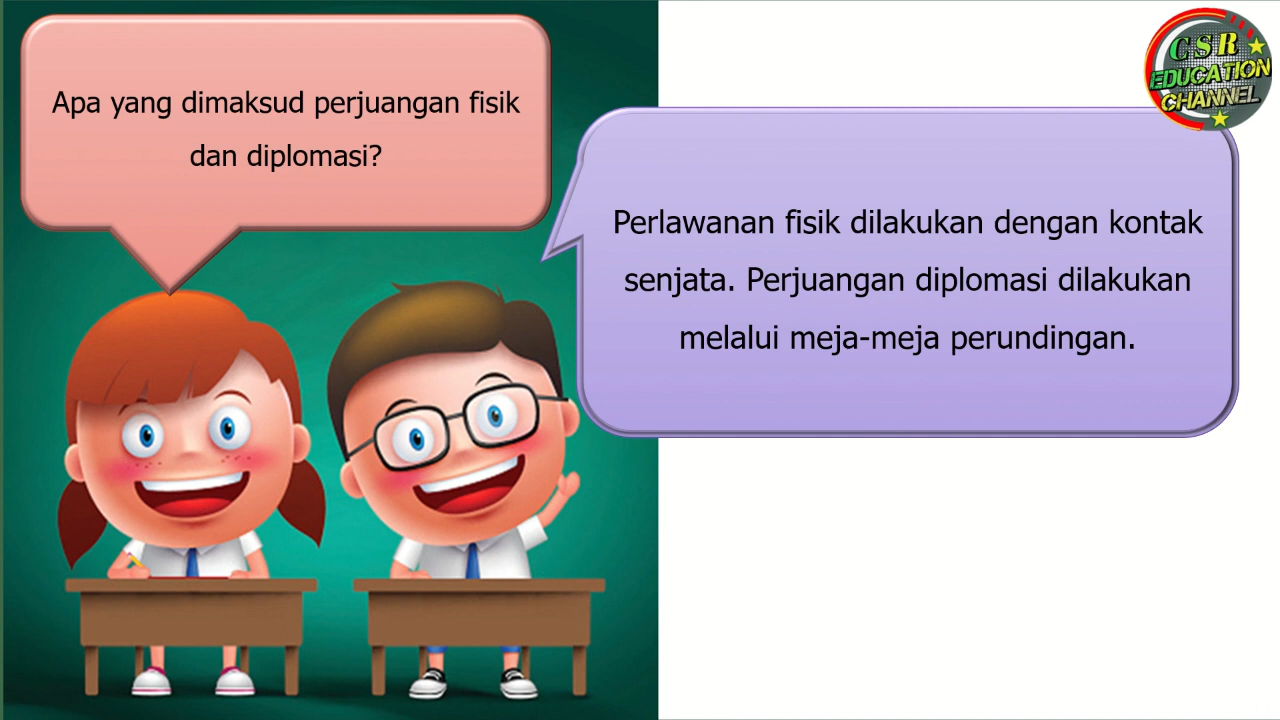 Apa yang dimaksud perjuangan fisik
dan diplomasi?
CSR
EDUCATION
CHANNEL
Perlawanan fisik dilakukan dengan kontak
senjata. Perjuangan diplomasi dilakukan
melalui meja-meja perundingan.